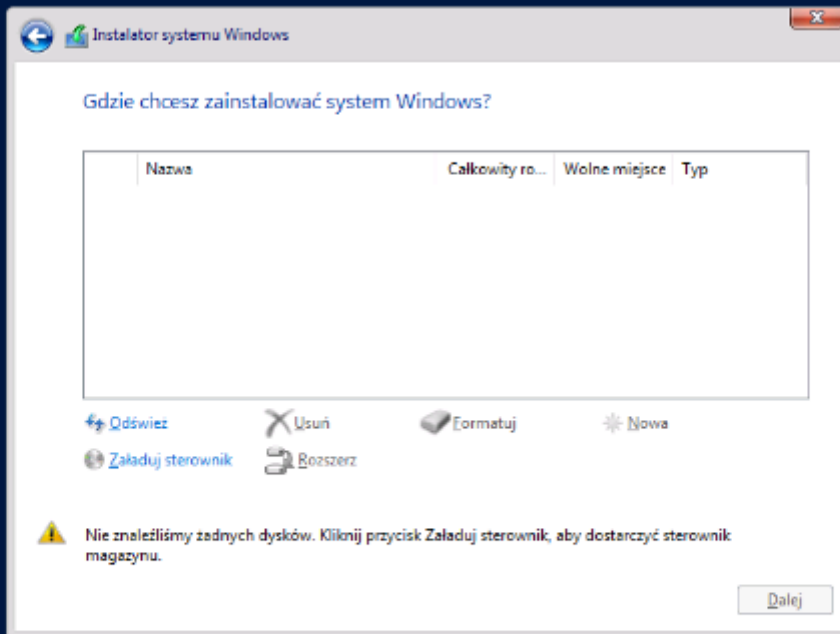 Instalator systemu Windows
Gdzie chcesz zainstalować system Windows?
Nazwa Całkowity ro... Wolne miejsce Typ
Odśwież Usuń Formatuj Nowa
Załaduj sterownik Rozszerz
Nie znaleźliśmy żadnych dysków. Kliknij przycisk Załaduj sterownik, aby dostarczyć sterownik
magazynu.
Dalej